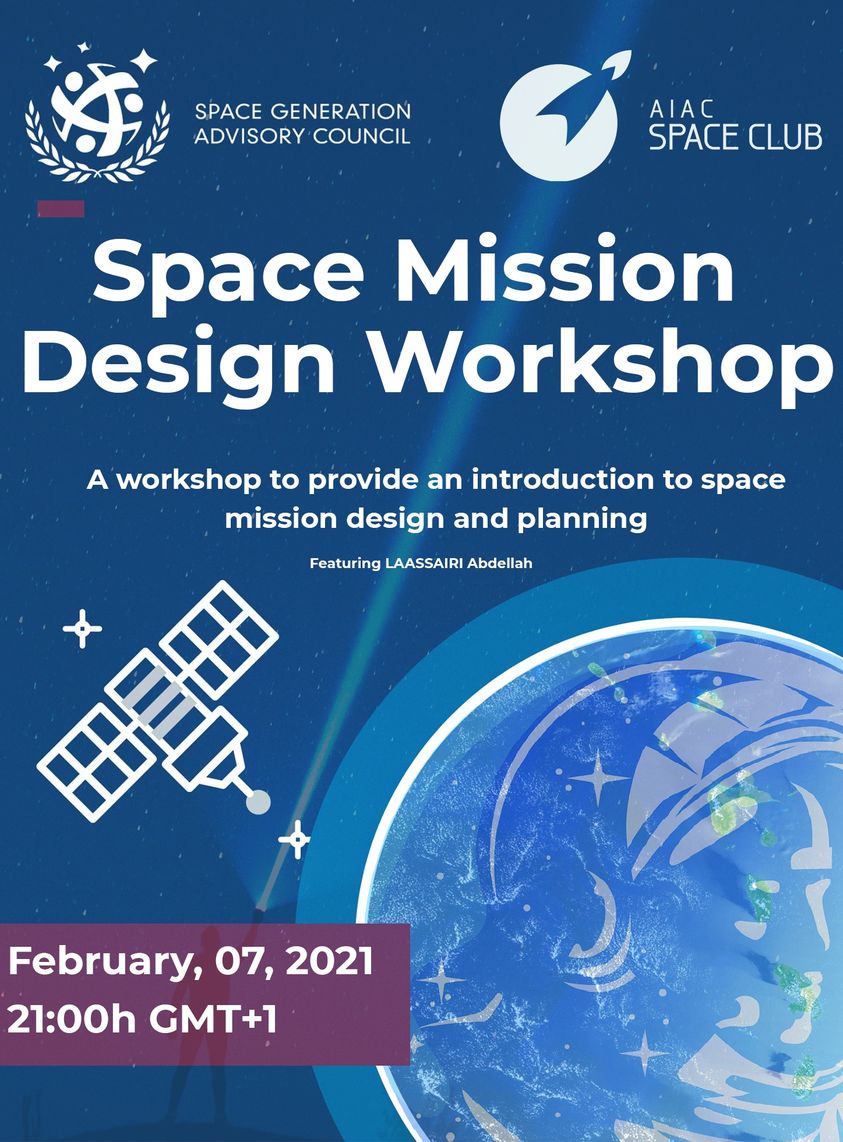 SPACE GENERATION
ADVISORY COUNCIL
AIAC
SPACE CLUB
Space Mission
Design Workshop
A workshop to provide an introduction to space
mission design and planning
Featuring LAASSAIRI Abdellah
February, 07, 2021
21:00h GMT+1